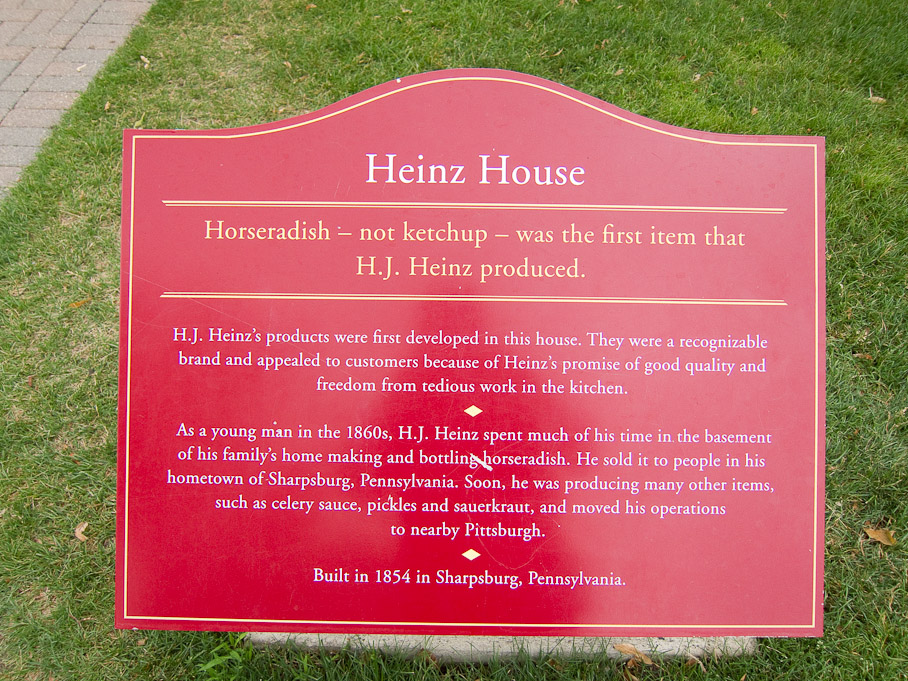 Heinz House
Horseradish – not ketchup – was the first item that
H.J. Heinz produced.
H.J. Heinz's products were first developed in this house. They were a recognizable
brand and appealed to customers because of Heinz's promise of good quality and
freedom from tedious work in the kitchen.
As a young man in the 1860s, H.J. Heinz spent much of his time in the basement
of his family's home making and bottling horseradish. He sold it to people in his
hometown of Sharpsburg, Pennsylvania. Soon, he was producing many other items,
such as celery sauce, pickles and sauerkraut, and moved his operations
to nearby Pittsburgh.
Built in 1854 in Sharpsburg, Pennsylvania.